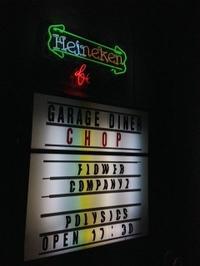 Heineken
GARAGE DINER
CHOP
FLOWER
COMPANYZ
POLYSICS
OPEN 17:30